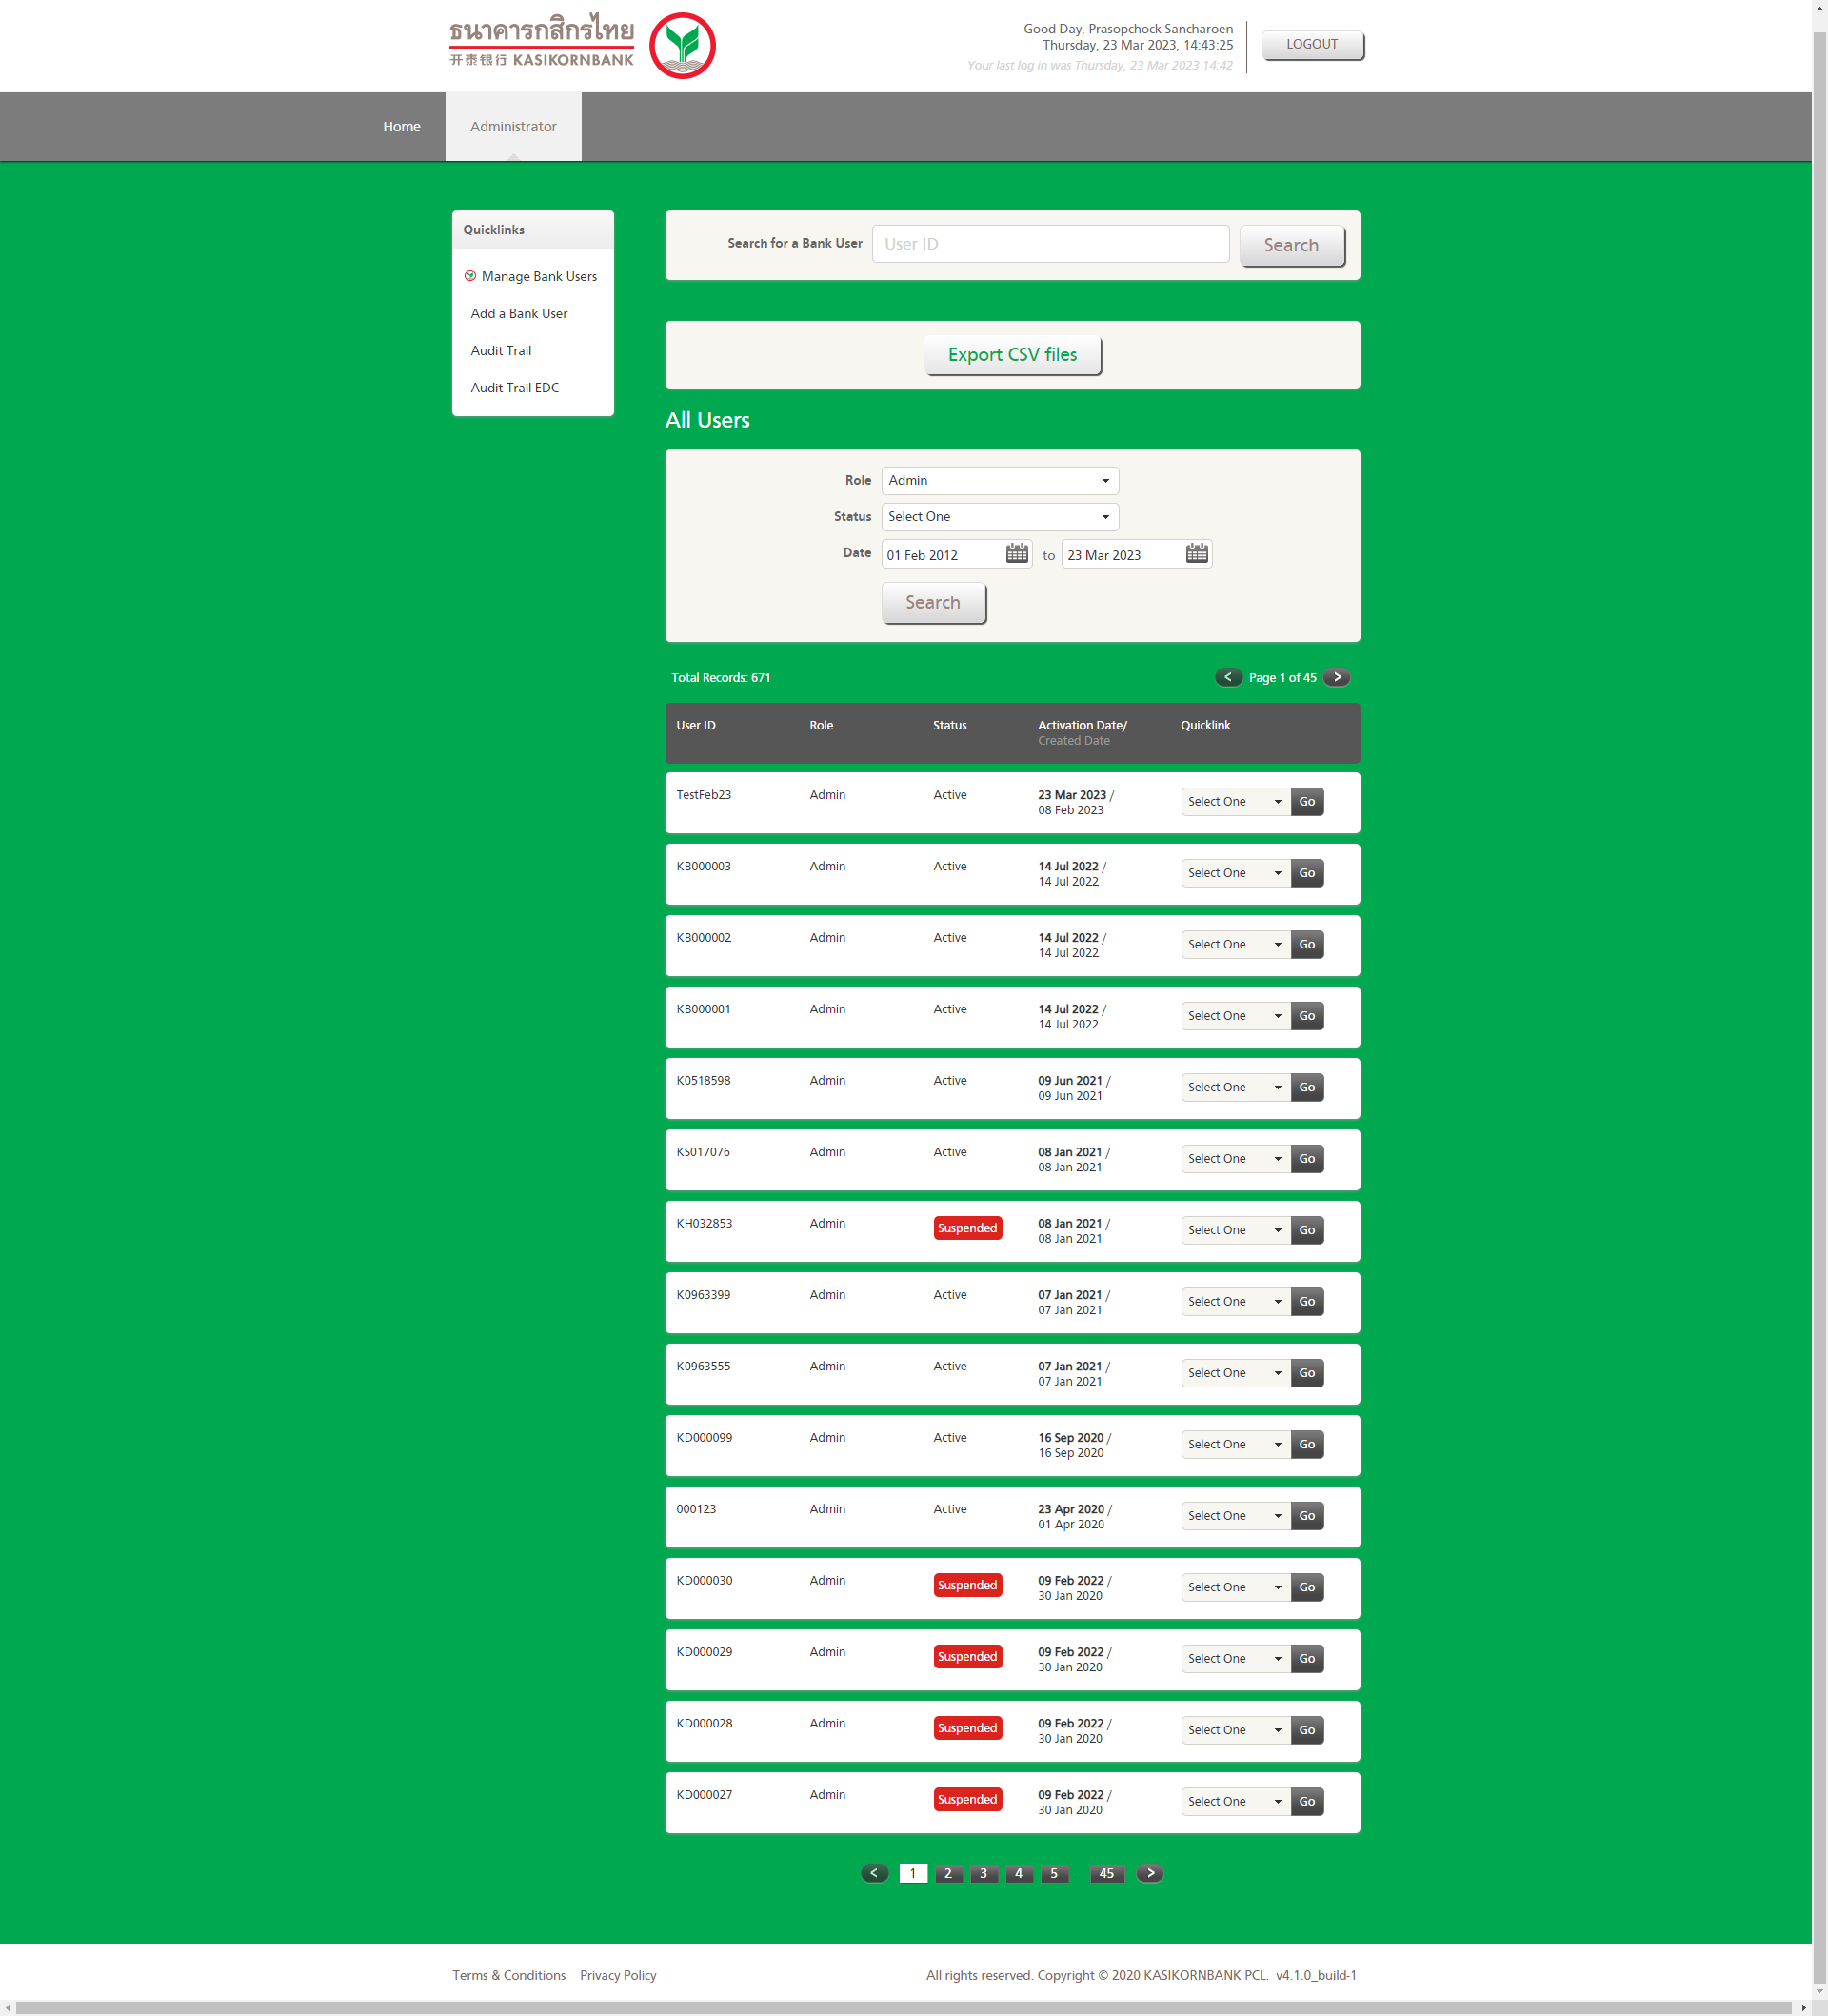 ธนาคารกสิกรไทย
开泰银行 KASIKORNBANK
Good Day, Prasopchock Sancharoen
Thursday, 23 Mar 2023, 14:43:25
Your last log in was Thursday, 23 Mar 2023 14:42
LOGOUT
Home Administrator
Quicklinks
Manage Bank Users
Add a Bank User
Audit Trail
Audit Trail EDC
Search for a Bank User User ID Search
Export CSV files
All Users
Role Admin
Status Select One
Date 01 Feb 2012 to 23 Mar 2023
Search
Total Records: 671 < Page 1 of 45 >
User ID Role Status Activation Date/ Quicklink
Created Date
TestFeb23 Admin Active 23 Mar 2023 / Select One Go
08 Feb 2023
KB000003 Admin Active 14 Jul 2022 / Select One Go
14 Jul 2022
KB000002 Admin Active 14 Jul 2022 / Select One Go
14 Jul 2022
KB000001 Admin Active 14 Jul 2022 / Select One Go
14 Jul 2022
K0518598 Admin Active 09 Jun 2021 / Select One Go
09 Jun 2021
KS017076 Admin Active 08 Jan 2021 / Select One Go
08 Jan 2021
KH032853 Admin Suspended 08 Jan 2021 / Select One Go
08 Jan 2021
K0963399 Admin Active 07 Jan 2021 / Select One Go
07 Jan 2021
K0963555 Admin Active 07 Jan 2021 / Select One Go
07 Jan 2021
KD000099 Admin Active 16 Sep 2020 / Select One Go
16 Sep 2020
000123 Admin Active 23 Apr 2020 / Select One Go
01 Apr 2020
KD000030 Admin Suspended 09 Feb 2022 / Select One Go
30 Jan 2020
KD000029 Admin Suspended 09 Feb 2022 / Select One Go
30 Jan 2020
KD000028 Admin Suspended 09 Feb 2022 / Select One Go
30 Jan 2020
KD000027 Admin Suspended 09 Feb 2022 / Select One Go
30 Jan 2020
< 1 2 3 4 5 45 >
Terms & Conditions Privacy Policy All rights reserved. Copyright © 2020 KASIKORNBANK PCL. v4.1.0_build-1